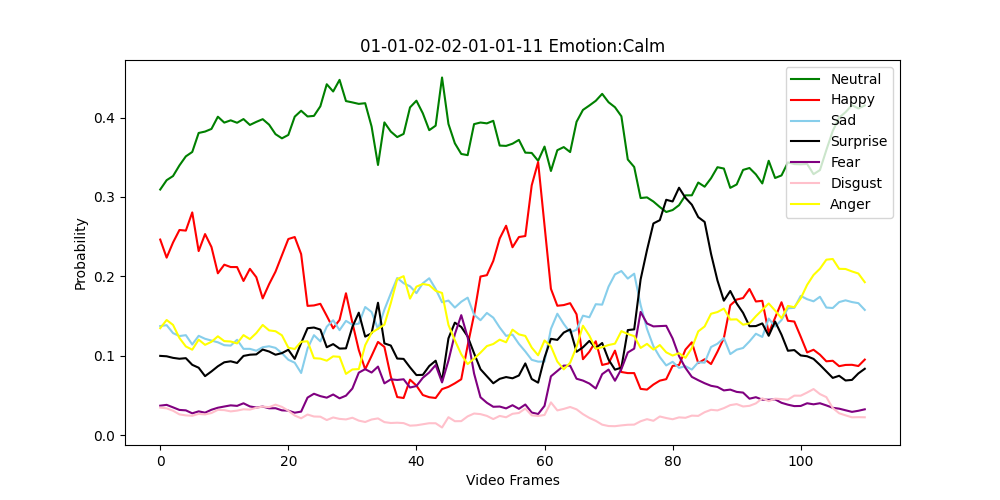 01-01-02-02-01-01-11 Emotion:Calm
Neutral
Happy
Sad
Surprise
Fear
Disgust
Anger
Probability
0.4
0.3
0.2
0.1
0.0
0 20 40 60 80 100
Video Frames